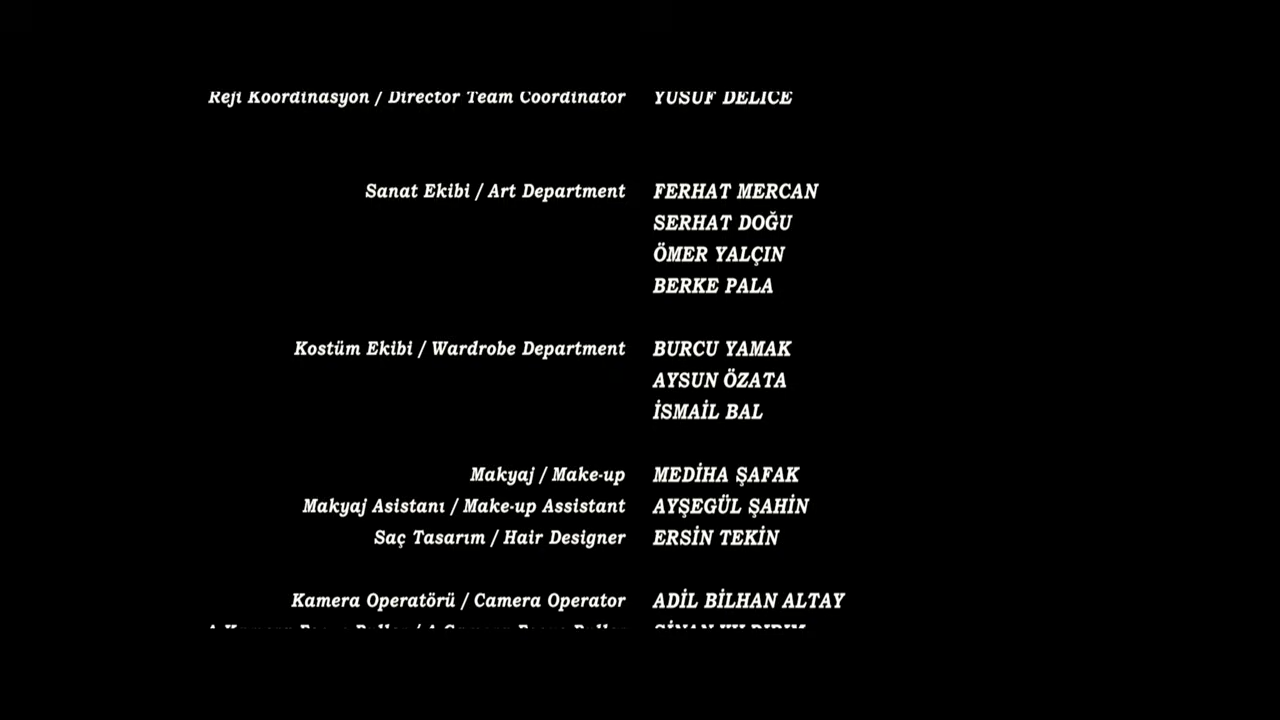 Reji Koordinasyon / Director Team Coordinator YUSUF DELİCE
Sanat Ekibi / Art Department FERHAT MERCAN
SERHAT DOĞU
ÖMER YALÇIN
BERKE PALA
Kostüm Ekibi / Wardrobe Department BURCU YAMAK
AYSUN ÖZATA
İSMAİL BAL
Makyaj / Make-up MEDİHA ŞAFAK
Makyaj Asistanı / Make-up Assistant AYŞEGÜL ŞAHİN
Saç Tasarım / Hair Designer ERSİN TEKİN
Kamera Operatörü / Camera Operator ADİL BİLHAN ALTAY